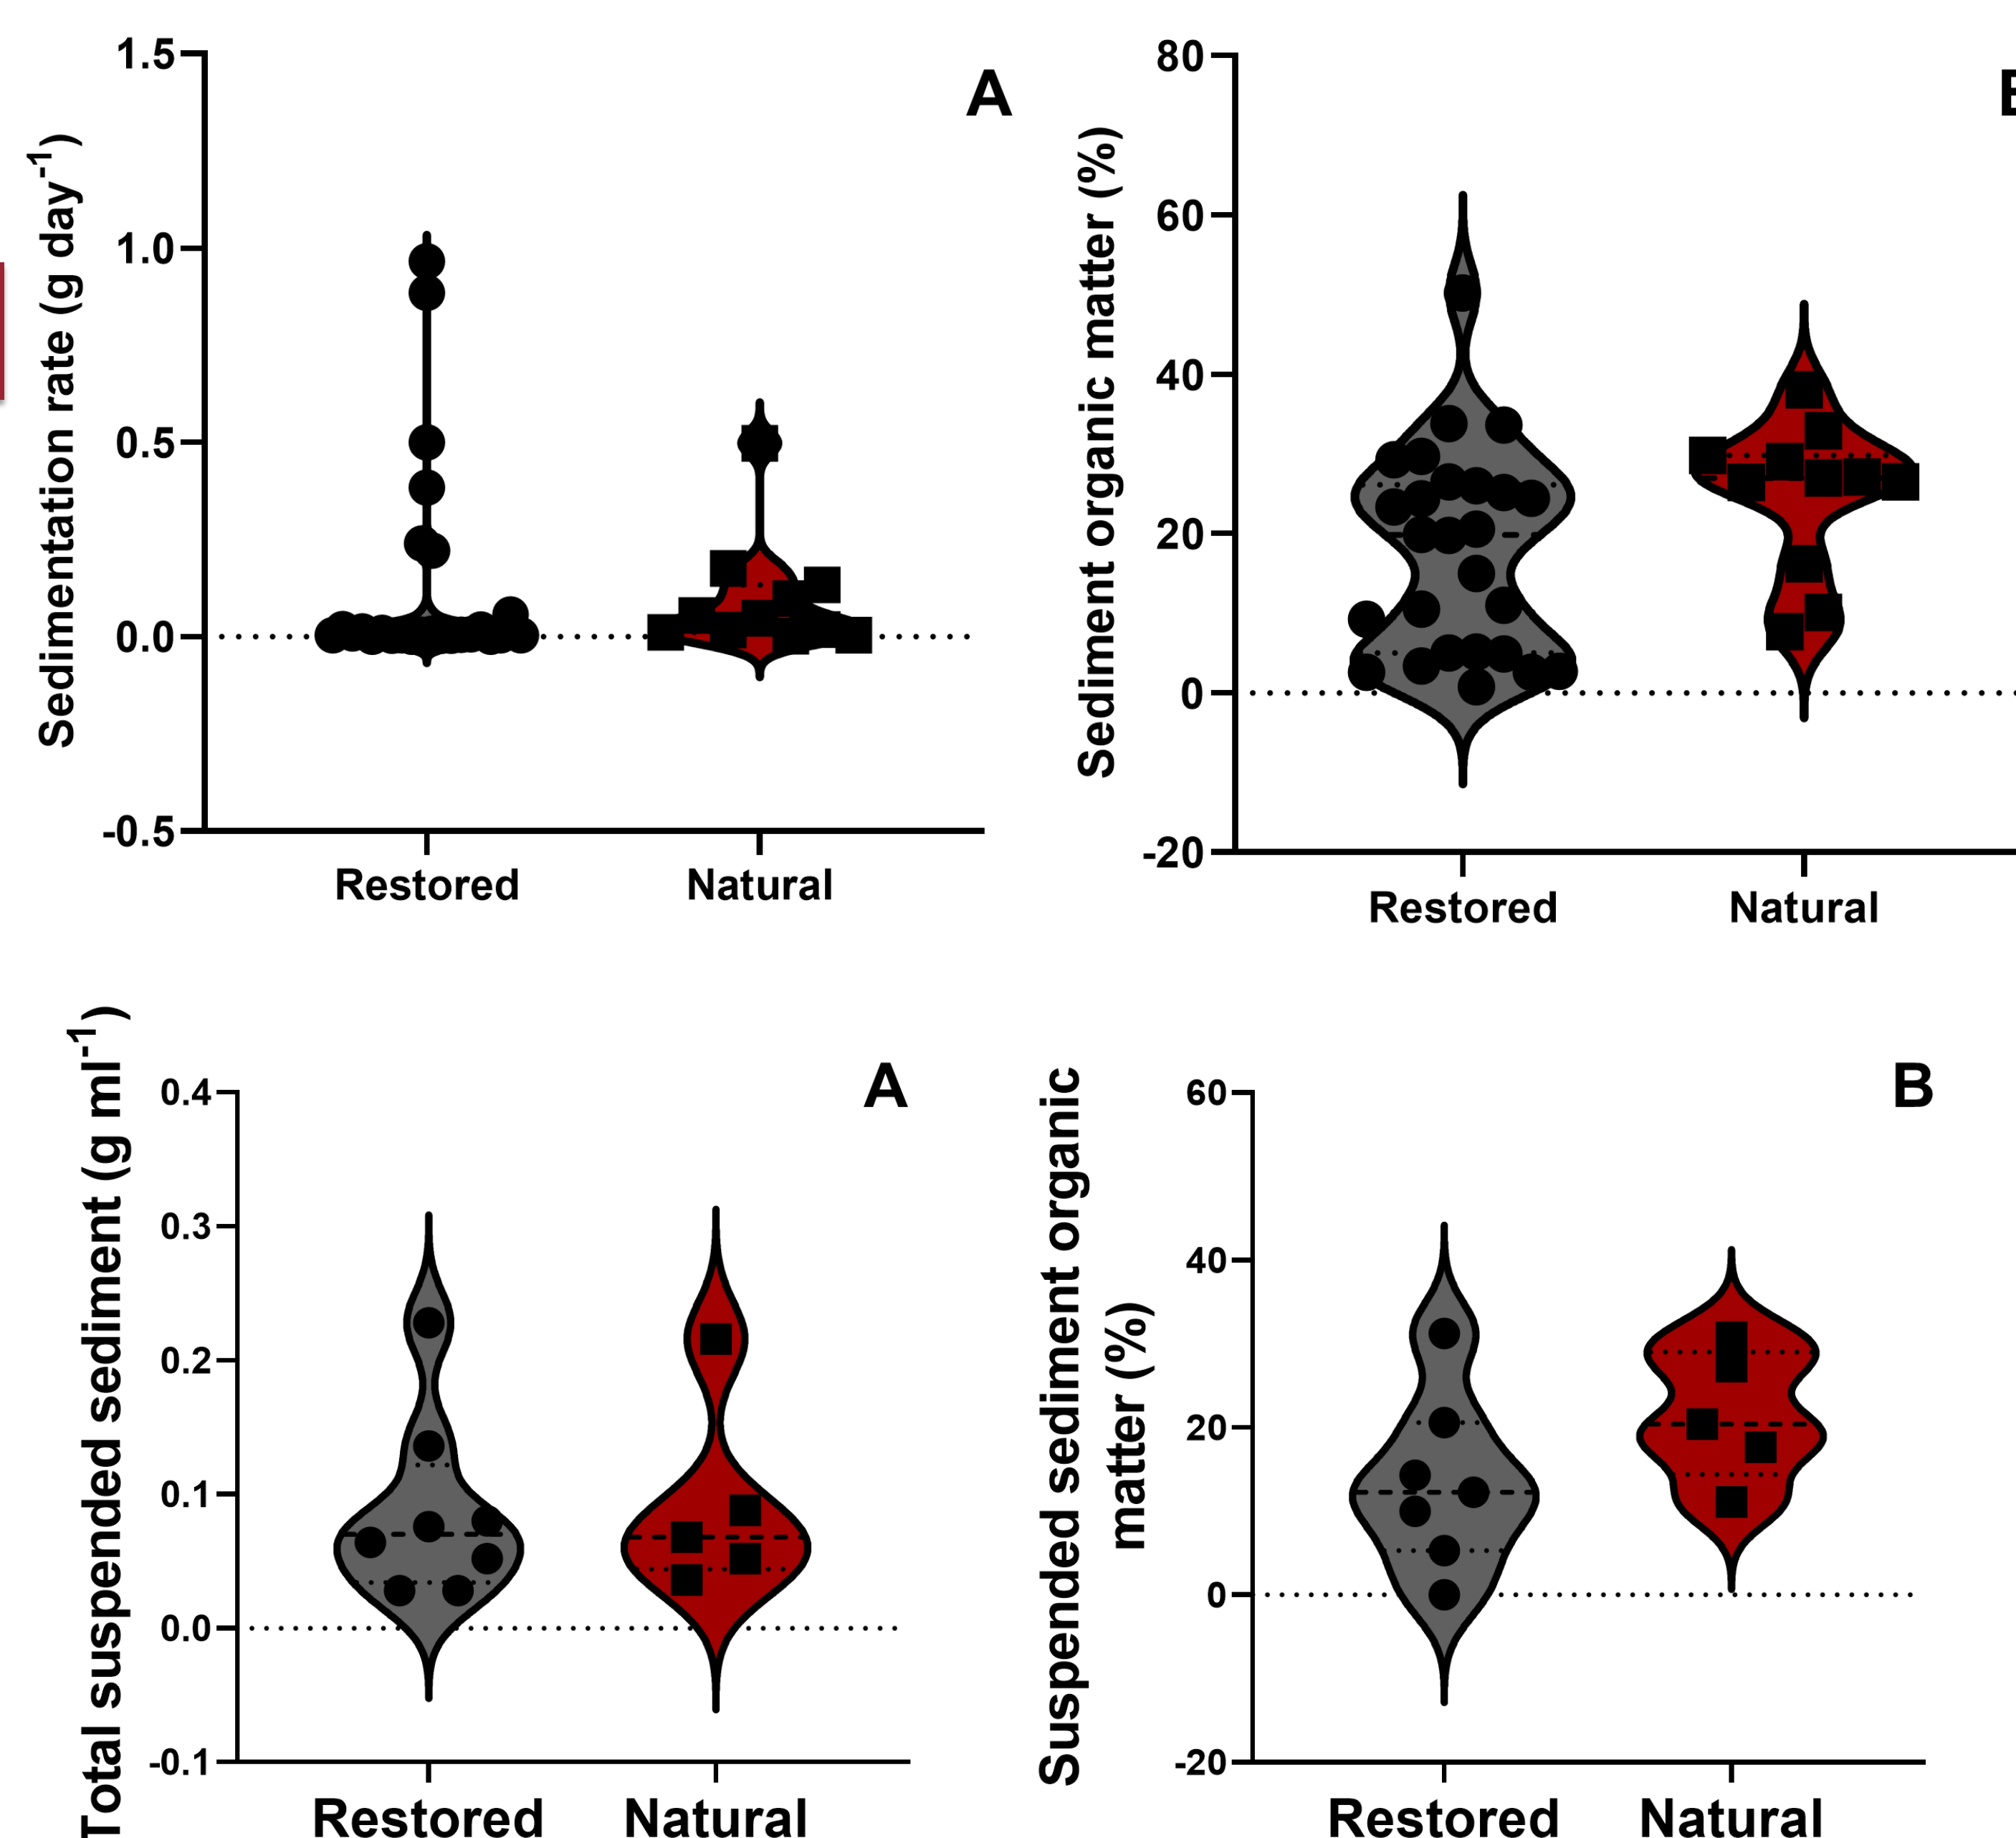 Sedimentation rate (g day-1)
1.5
1.0
0.5
0.0
-0.5
A
Restored
Natural
Sediment organic matter (%)
80
60
40
20
0
-20
Restored
Natural
Total suspended sediment (g ml-1)
0.4
0.3
0.2
0.1
0.0
-0.1
A
Restored
Natural
Suspended sediment organic
matter (%)
60
40
20
0
-20
B
Restored
Natural